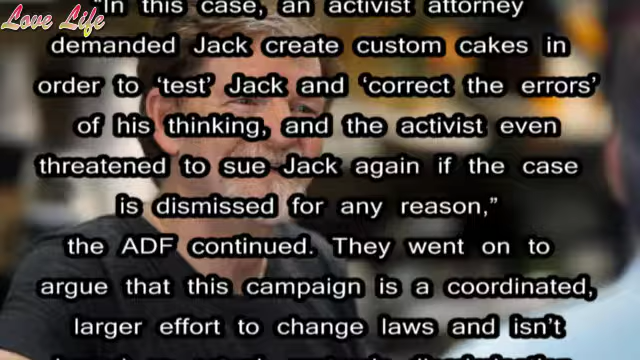 Love Life
"In this case, an activist attorney
demanded Jack create custom cakes in
order to ‘test’ Jack and ‘correct the errors’
of his thinking, and the activist even
threatened to sue Jack again if the case
is dismissed for any reason,”
the ADF continued. They went on to
argue that this campaign is a coordinated,
larger effort to change laws and isn’t